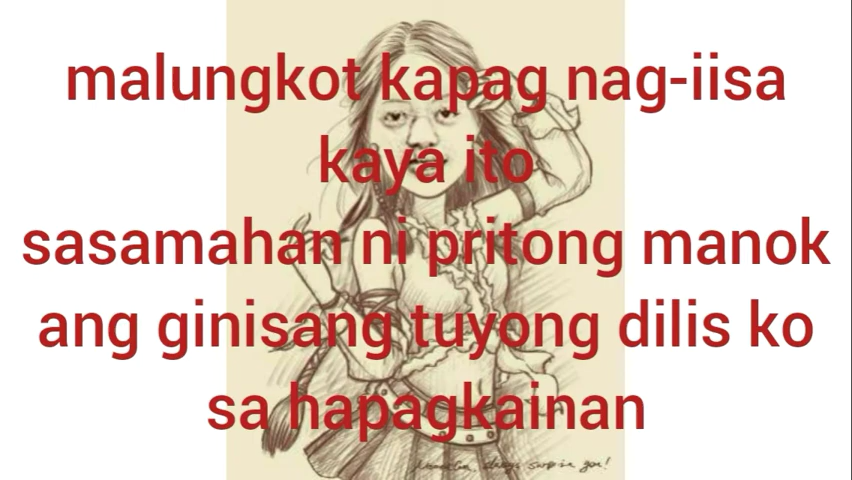 malungkot kapag nag-iisa
kaya ito
sasamahan ni pritong manok
ang ginisang tuyong dilis ko
sa hapagkainan